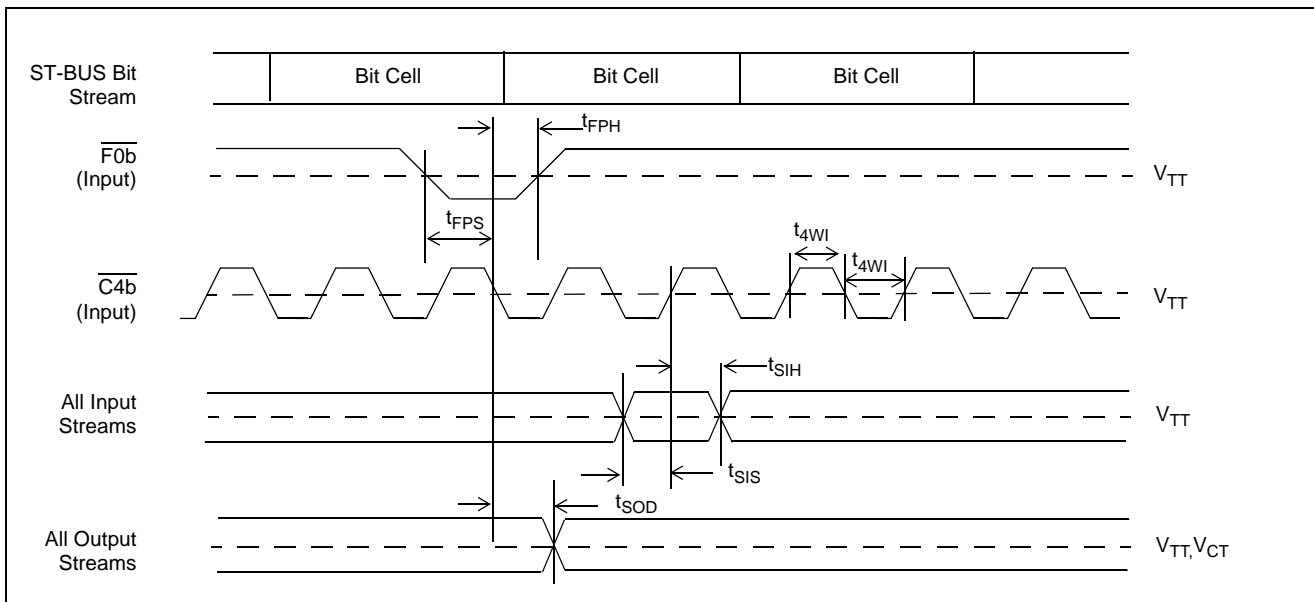 ST-BUS Bit
Stream
Bit Cell
Bit Cell
Bit Cell
tFPH
F0b
(Input)
VTT
tFPS
t4WI
t4WI
C4b
(Input)
VTT
tSIH
All Input
Streams
VTT
tSIS
tSOD
All Output
Streams
VTT,VCT